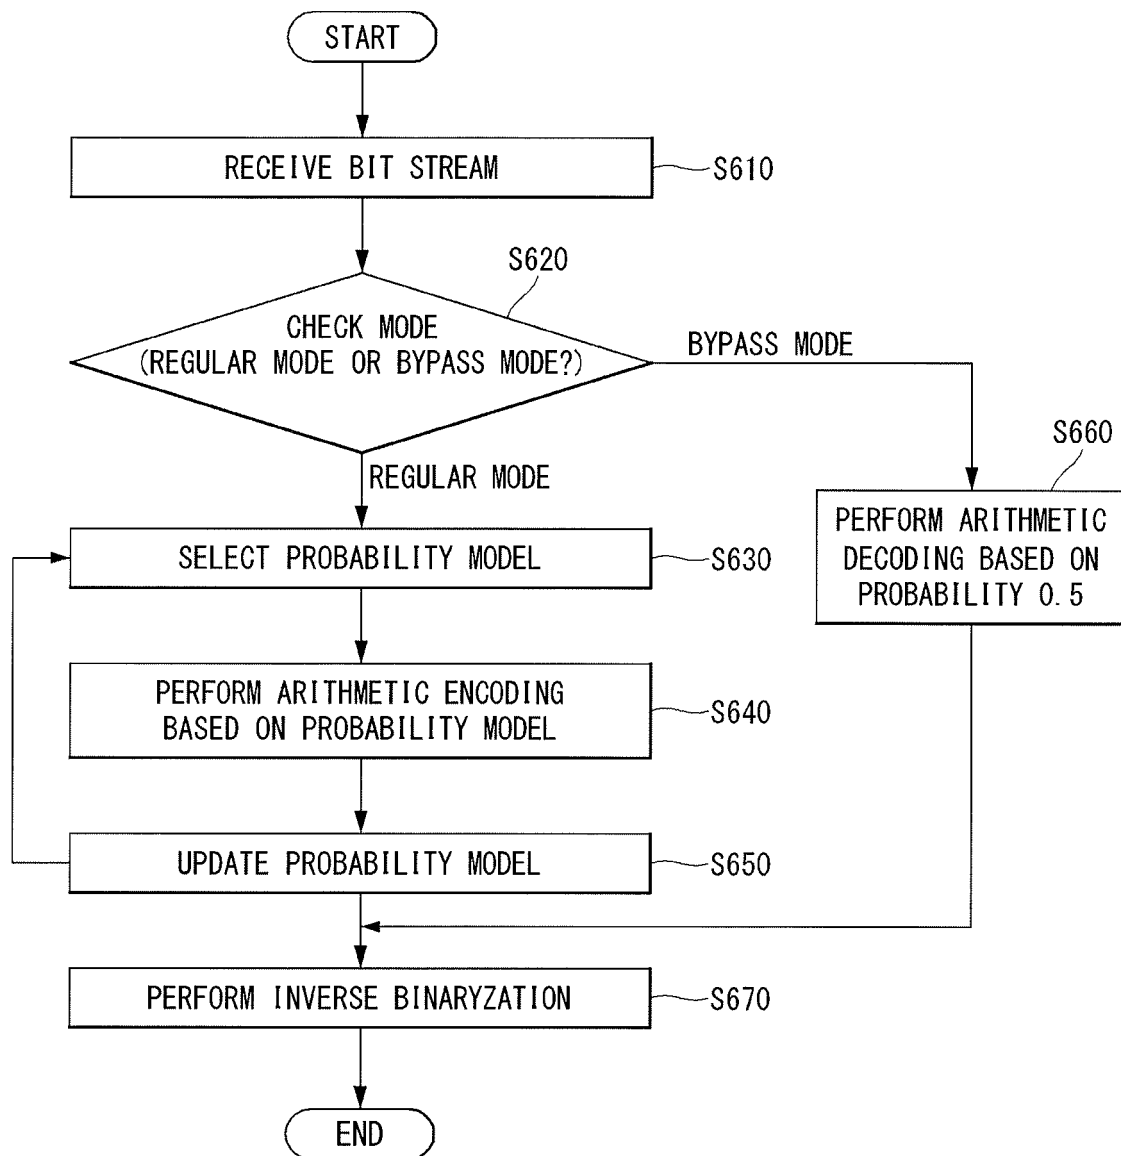 START
RECEIVE BIT STREAM
S610
S620
CHECK MODE
(REGULAR MODE OR BYPASS MODE?)
BYPASS MODE
REGULAR MODE
S660
PERFORM ARITHMETIC
DECODING BASED ON
PROBABILITY 0.5
SELECT PROBABILITY MODEL
S630
PERFORM ARITHMETIC ENCODING
BASED ON PROBABILITY MODEL
S640
UPDATE PROBABILITY MODEL
S650
PERFORM INVERSE BINARYZATION
S670
END